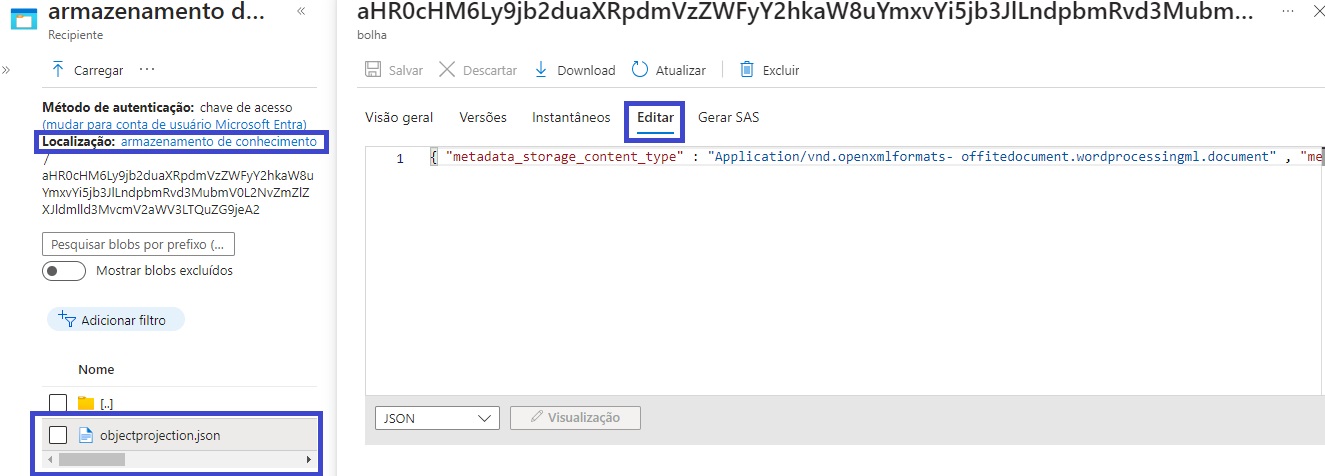 armazenamento d...
Recipiente
Carregar
Método de autenticação: chave de acesso
(mudar para conta de usuário Microsoft Entra)
Localização: armazenamento de conhecimento
/
aHR0cHM6Ly9jb2duaXRpdmVzZWFyY2hkaW8u
YmxvYi5jb3JlLndpbmRvd3MubmV0L2NvZmZlZ
XJldmlld3MvcmV2aWV3LTQuZG9jeA2
Pesquisar blobs por prefixo (...
Mostrar blobs excluídos
Adicionar filtro
Nome
[..]
objectprojection.json
aHR0cHM6Ly9jb2duaXRpdmVzZWFyY2hkaW8uYmxvYi5jb3JlLndpbmRvd3Mubm...
bolha
Salvar
Descartar
Download
Atualizar
Excluir
Visão geral
Versões
Instantâneos
Editar
Gerar SAS
1 { "metadata_storage_content_type" : "Application/vnd.openxmlformats- offitedocument.wordprocessingml.document" , "me
JSON
Visualização